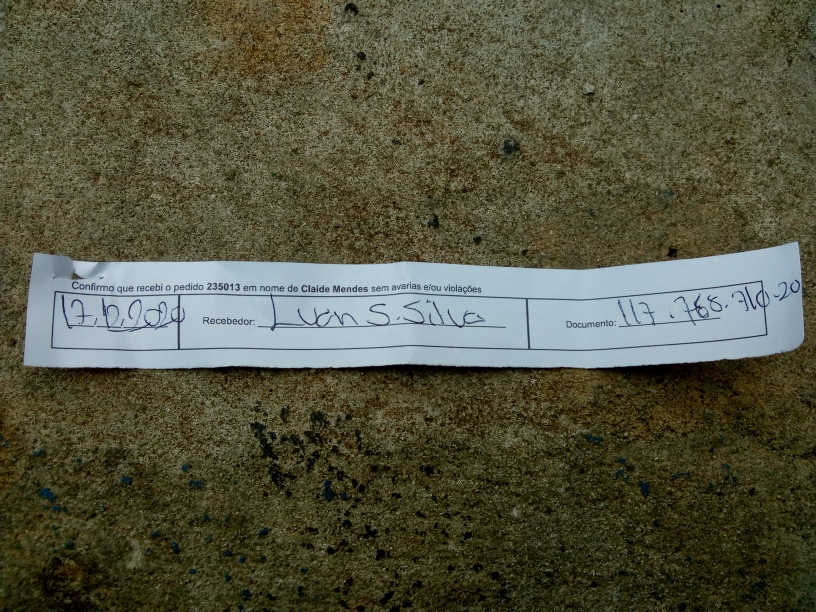 Confirmo que recebi o pedido 235013 em nome de Claide Mendes sem avarias e/ou violações
17.12.2020 Recebedor: Luan S. Silva Documento: 117.768.710-20